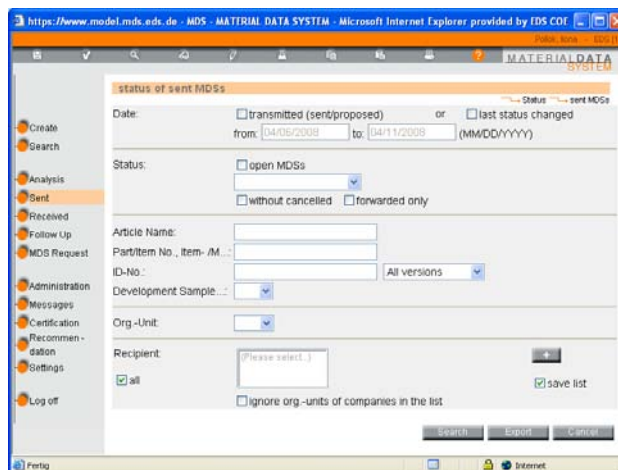 https://www.model.mds.eds.de - MDS - MATERIAL DATA SYSTEM - Microsoft Internet Explorer provided by EDS COE
MATERIALDATA
SYSTEM
status of sent MDSs
Status sent MDSs
Date: transmitted (sent/proposed) or last status changed
from: 04/05/2008 to: 04/11/2008 (MM/DD/YYYY)
Create
Search
Status: open MDSs
Analysis
Sent
without cancelled forwarded only
Received
Follow Up
Article Name:
MDS Request
Part/Item No., Item- /M...:
ID-No.: All versions
Administration
Development Sample...:
Messages
Certification
Org.-Unit:
Recommen-
dation
Recipient: (Please select..) +
Settings
all save list
Log off
ignore org.-units of companies in the list
Search Export Cancel
Fertig Internet